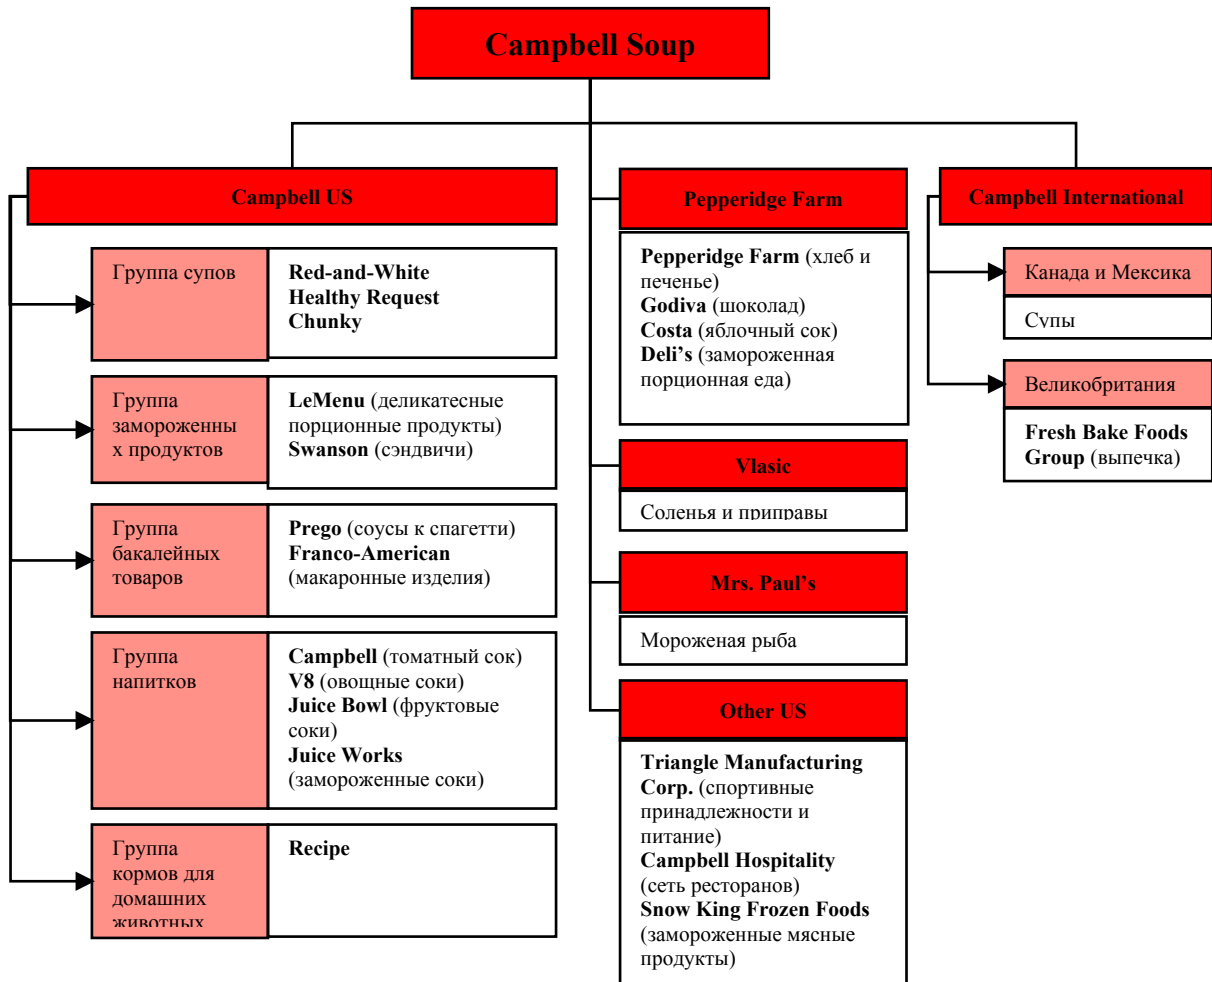 Campbell Soup
Campbell US
Группа супов
Red-and-White
Healthy Request
Chunky
Группа
замороженны
х продуктов
LeMenu (деликатесные
порционные продукты)
Swanson (сэндвичи)
Группа
бакалейных
товаров
Prego (соусы к спагетти)
Franco-American
(макаронные изделия)
Группа
напитков
Campbell (томатный сок)
V8 (овощные соки)
Juice Bowl (фруктовые
соки)
Juice Works
(замороженные соки)
Группа
кормов для
домашних
животных
Recipe
Pepperidge Farm
Pepperidge Farm (хлеб и
печенье)
Godiva (шоколад)
Costa (яблочный сок)
Deli’s (замороженная
порционная еда)
Vlasic
Соленья и приправы
Mrs. Paul’s
Мороженая рыба
Other US
Triangle Manufacturing
Corp. (спортивные
принадлежности и
питание)
Campbell Hospitality
(сеть ресторанов)
Snow King Frozen Foods
(замороженные мясные
продукты)
Campbell International
Канада и Мексика
Супы
Великобритания
Fresh Bake Foods
Group (выпечка)